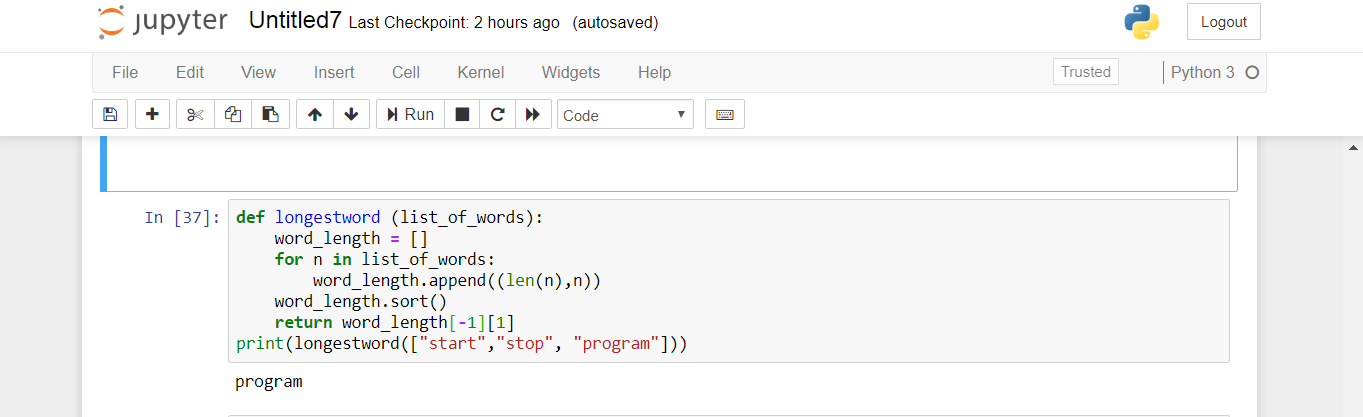 jupyter Untitled7 Last Checkpoint: 2 hours ago (autosaved) Logout
File Edit View Insert Cell Kernel Widgets Help Trusted Python 3
Run Code
In [37]: def longestword (list_of_words):
    word_length = []
    for n in list_of_words:
        word_length.append((len(n),n))
    word_length.sort()
    return word_length[-1][1]
print(longestword(["start","stop", "program"]))
program